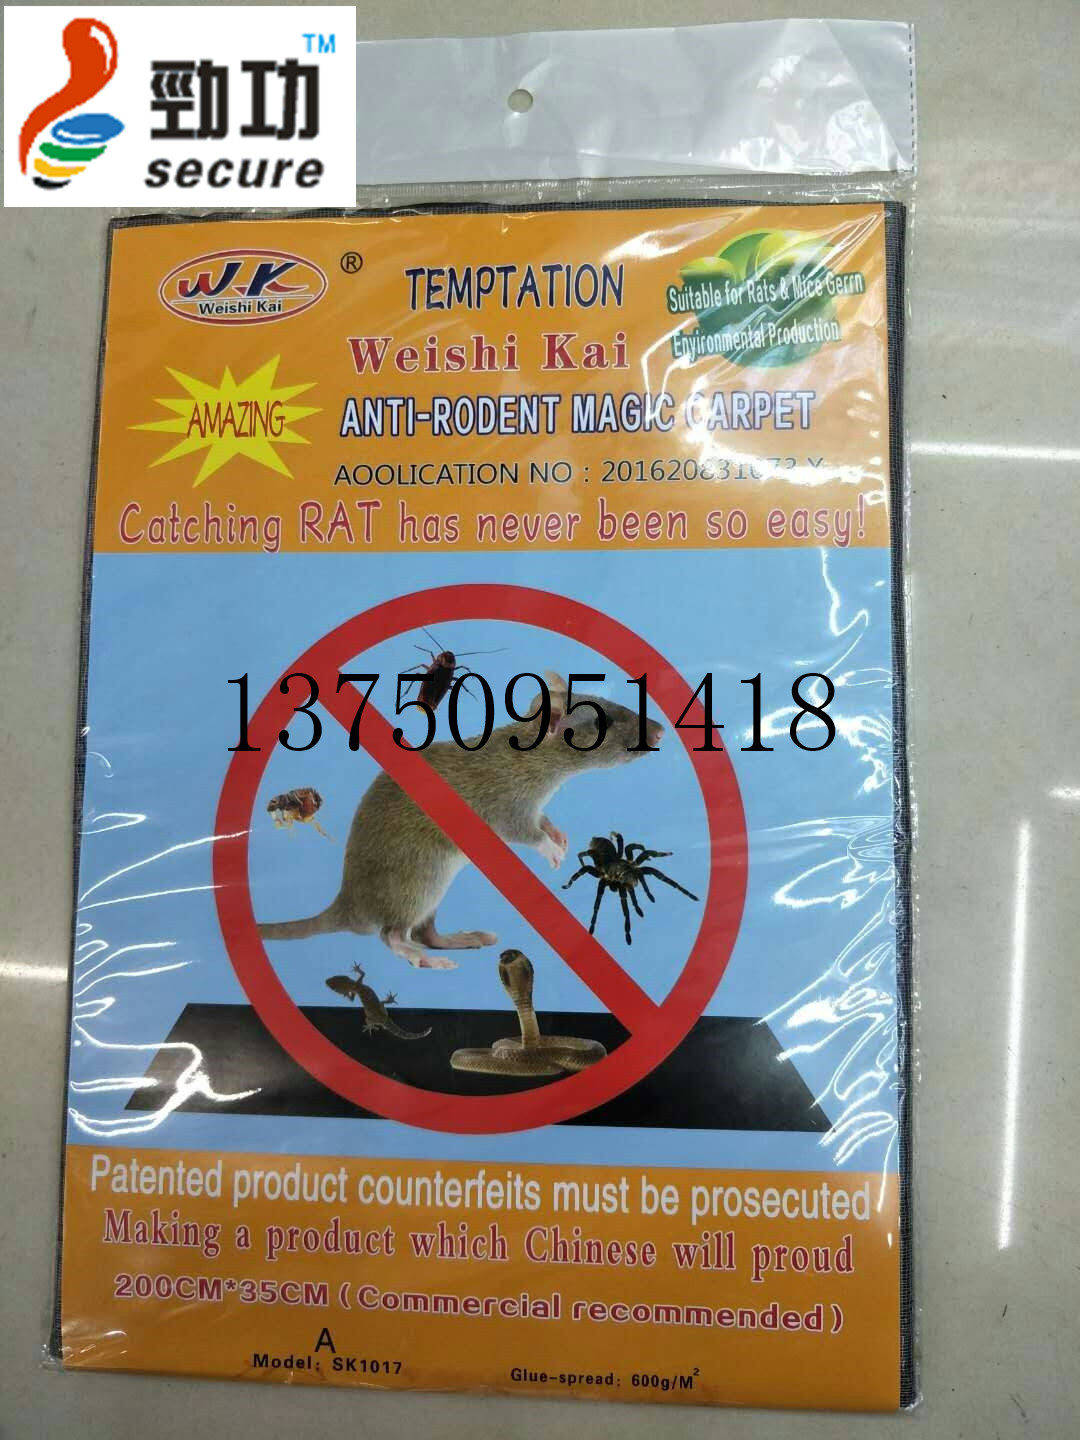 TM
勁功
secure
WK
Weishi Kai
®
TEMPTATION
Suitable for Rats & Mice Gerrn
Environmental Production
Weishi Kai
AMAZING
ANTI-RODENT MAGIC CARPET
AOOLICATION NO : 201620831073 X
Catching RAT has never been so easy!
13750951418
Patented product counterfeits must be prosecuted
Making a product which Chinese will proud
200CM*35CM (Commercial recommended)
A
Model: SK1017
Glue-spread: 600g/M²